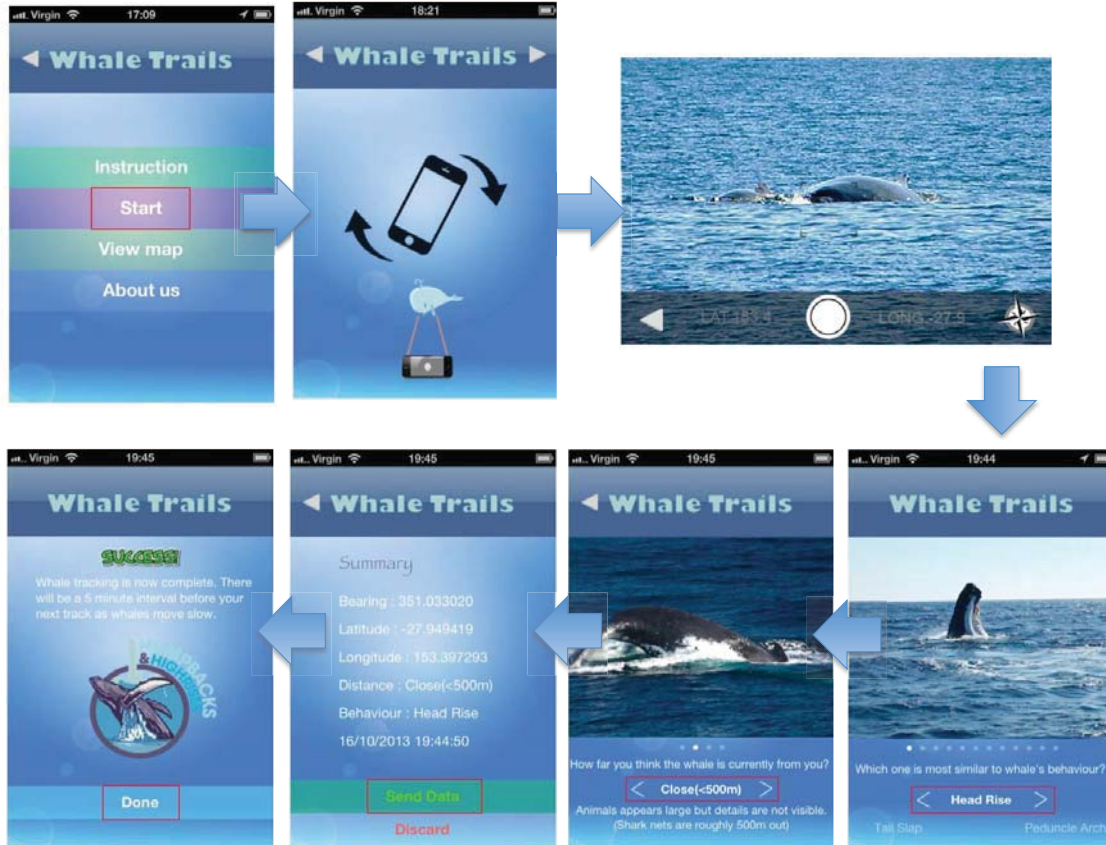 Virgin 17:09
Whale Trails
Instruction
Start
View map
About us
Virgin 18:21
Whale Trails
LAT 153.4 LONG -27.9
Virgin 19:44
Whale Trails
Which one is most similar to whale's behaviour?
Head Rise
Tail Slap Peduncle Arch
Virgin 19:45
Whale Trails
How far you think the whale is currently from you?
Close(<500m)
Animals appears large but details are not visible.
(Shark nets are roughly 500m out)
Virgin 19:45
Whale Trails
Summary
Bearing : 351.033020
Latitude : -27.949419
Longitude : 153.397293
Distance : Close(<500m)
Behaviour : Head Rise
16/10/2013 19:44:50
Send Data
Discard
Virgin 19:45
Whale Trails
SUCCESS!
Whale tracking is now complete. There
will be a 5 minute interval before your
next track as whales move slow.
HUMPBACKS
& HIGH
Done